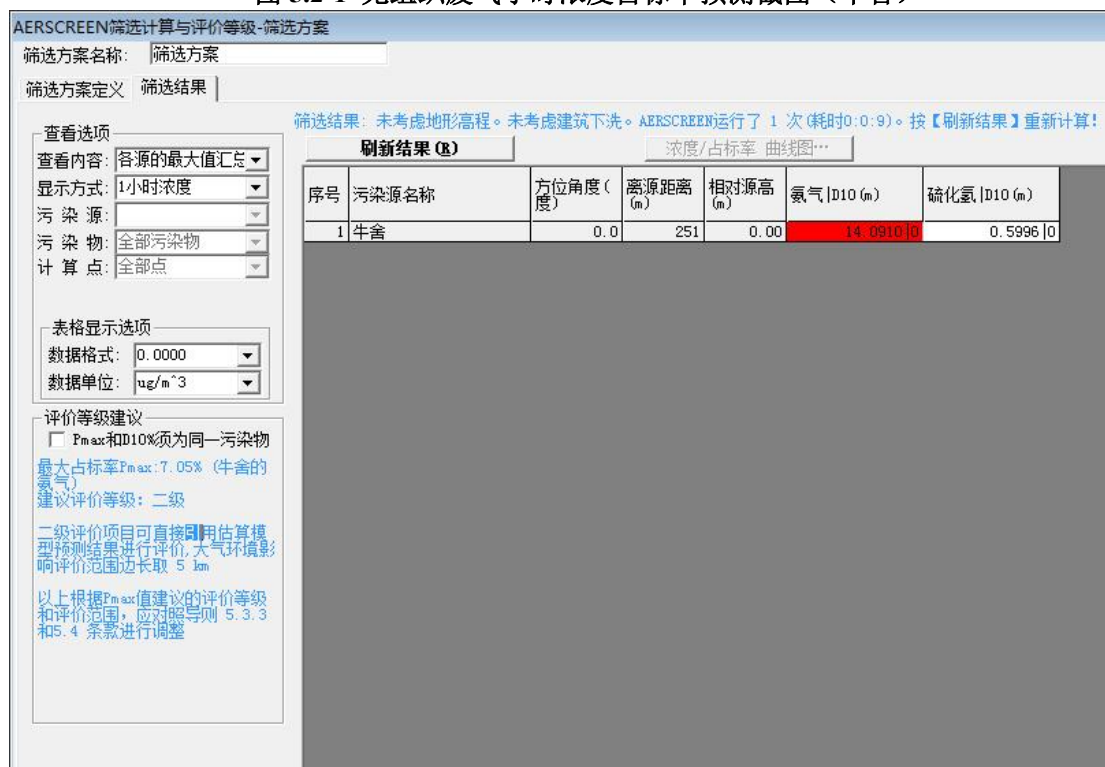 AERSCREEN筛选计算与评价等级-筛选方案
筛选方案名称: 筛选方案
筛选方案定义 筛选结果
筛选结果: 未考虑地形高程。未考虑建筑下洗。AERSCREEN运行了 1 次(耗时0:0:9)。按【刷新结果】重新计算!
刷新结果(R) 浓度/占标率 曲线图…
查看选项
查看内容: 各源的最大值汇总
显示方式: 1小时浓度
污 染 源:
污 染 物: 全部污染物
计 算 点: 全部点
序号 污染源名称 方位角度(度) 离源距离(m) 相对源高(m) 氨气|D10(m) 硫化氢|D10(m)
1 牛舍 0.0 251 0.00 14.0910|0 0.5996|0
表格显示选项
数据格式: 0.0000
数据单位: ug/m^3
评价等级建议
Pmax和D10%须为同一污染物
最大占标率Pmax:7.05% (牛舍的
氨气)
建议评价等级: 二级
二级评价项目可直接引用估算模
型预测结果进行评价,大气环境影
响评价范围边长取 5 km
以上根据Pmax值建议的评价等级
和评价范围, 应对照导则 5.3.3
和5.4 条款进行调整